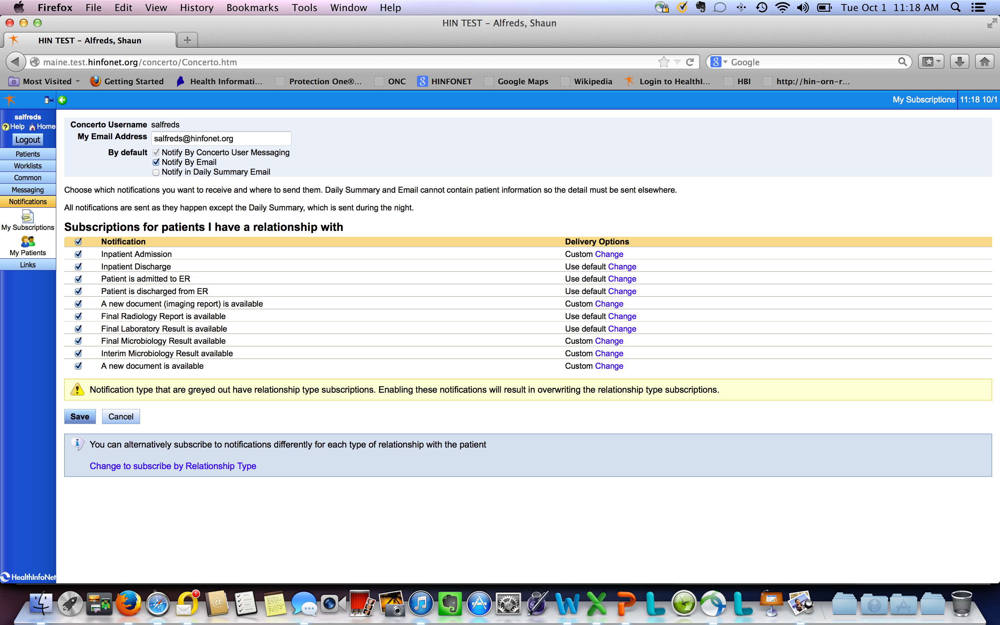 Firefox File Edit View History Bookmarks Tools Window Help Tue Oct 1 11:18 AM
HIN TEST – Alfreds, Shaun
HIN TEST – Alfreds, Shaun
maine.test.hinfonet.org/concerto/Concerto.htm Google
Most Visited Getting Started Health Informati... Protection One®... ONC HINFONET Google Maps Wikipedia Login to HealthI... HBI http://hin-orn-r...
My Subscriptions 11:18 10/1
salfreds
Help Home
Logout
Patients
Worklists
Common
Messaging
Notifications
My Subscriptions
My Patients
Links
HealthInfoNet
Concerto Username salfreds
My Email Address salfreds@hinfonet.org
By default Notify By Concerto User Messaging
Notify By Email
Notify in Daily Summary Email
Choose which notifications you want to receive and where to send them. Daily Summary and Email cannot contain patient information so the detail must be sent elsewhere.
All notifications are sent as they happen except the Daily Summary, which is sent during the night.
Subscriptions for patients I have a relationship with
Notification Delivery Options
Inpatient Admission Custom Change
Inpatient Discharge Use default Change
Patient is admitted to ER Use default Change
Patient is discharged from ER Use default Change
A new document (imaging report) is available Custom Change
Final Radiology Report is available Use default Change
Final Laboratory Result is available Use default Change
Final Microbiology Result available Custom Change
Interim Microbiology Result available Custom Change
A new document is available Custom Change
Notification type that are greyed out have relationship type subscriptions. Enabling these notifications will result in overwriting the relationship type subscriptions.
Save Cancel
You can alternatively subscribe to notifications differently for each type of relationship with the patient
Change to subscribe by Relationship Type
1